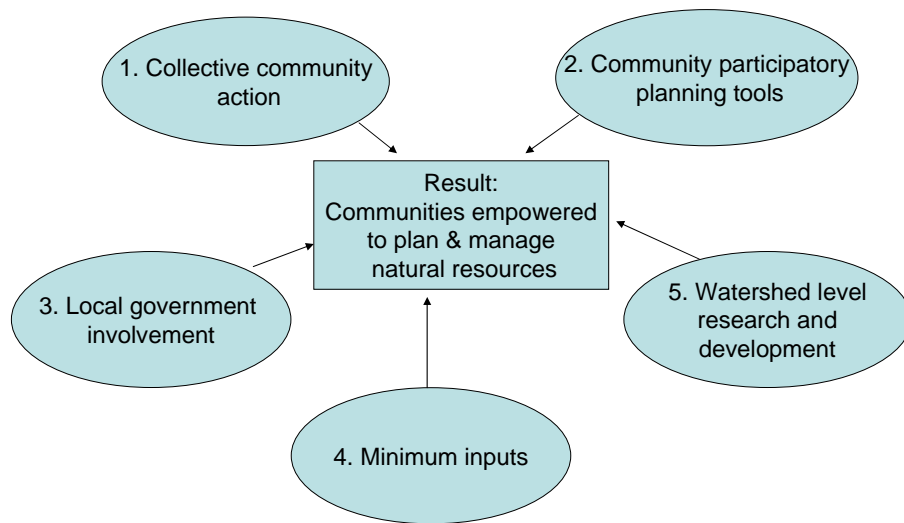 1. Collective community
action
2. Community participatory
planning tools
Result:
Communities empowered
to plan & manage
natural resources
3. Local government
involvement
5. Watershed level
research and
development
4. Minimum inputs